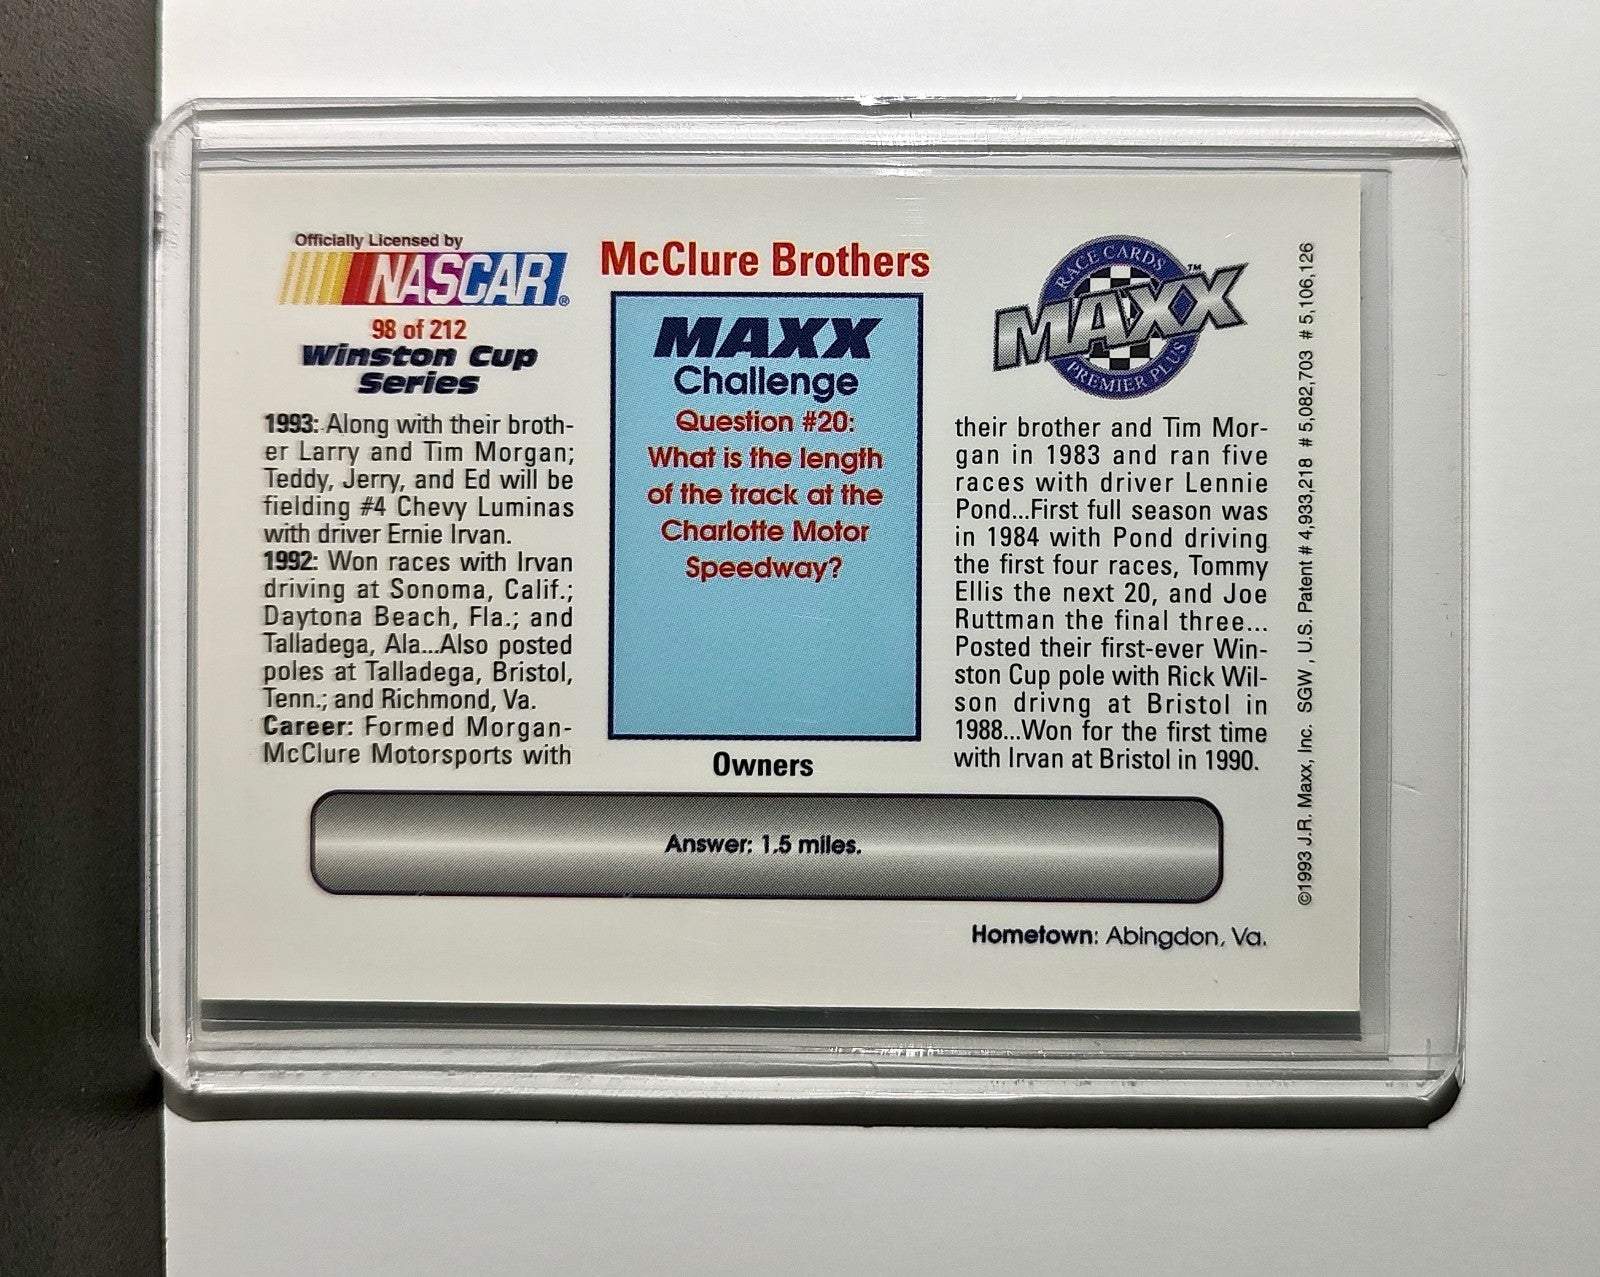 Officially Licensed by
NASCAR®
98 of 212
Winston Cup
Series
1993: Along with their broth-
er Larry and Tim Morgan;
Teddy, Jerry, and Ed will be
fielding #4 Chevy Luminas
with driver Ernie Irvan.
1992: Won races with Irvan
driving at Sonoma, Calif.;
Daytona Beach, Fla.; and
Talladega, Ala...Also posted
poles at Talladega, Bristol,
Tenn.; and Richmond, Va.
Career: Formed Morgan-
McClure Motorsports with
McClure Brothers
MAXX
Challenge
Question #20:
What is the length
of the track at the
Charlotte Motor
Speedway?
Owners
RACE CARDS
MAXX™
PREMIER PLUS
their brother and Tim Mor-
gan in 1983 and ran five
races with driver Lennie
Pond...First full season was
in 1984 with Pond driving
the first four races, Tommy
Ellis the next 20, and Joe
Ruttman the final three...
Posted their first-ever Win-
ston Cup pole with Rick Wil-
son drivng at Bristol in
1988...Won for the first time
with Irvan at Bristol in 1990.
Answer: 1.5 miles.
Hometown: Abingdon, Va.
©1993 J.R. Maxx, Inc. SGW, U.S. Patent # 4,933,218 # 5,082,703 # 5,106,126